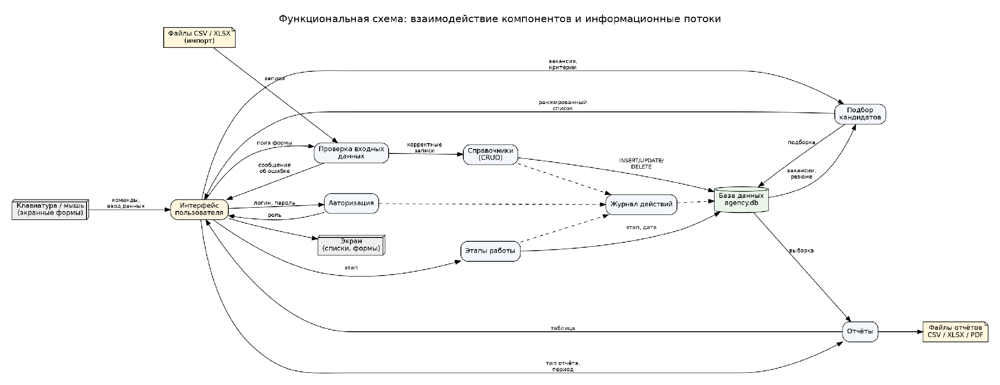 Функциональная схема: взаимодействие компонентов и информационные потоки
Файлы CSV / XLSX
(импорт)
вакансия,
критерии
записи
ранжированный
список
Подбор
кандидатов
поля формы
Проверка входных
данных
корректные
записи
Справочники
(CRUD)
подборка
INSERT/UPDATE/
DELETE
сообщение
об ошибке
вакансии,
резюме
Клавиатура / мышь
(экранные формы)
команды,
ввод данных
Интерфейс
пользователя
логин, пароль
роль
Авторизация
Журнал действий
База данных
agency.db
этап, дата
Экран
(списки, формы)
Этапы работы
этап
выборка
таблица
Отчёты
Файлы отчётов
CSV / XLSX / PDF
тип отчёта,
период